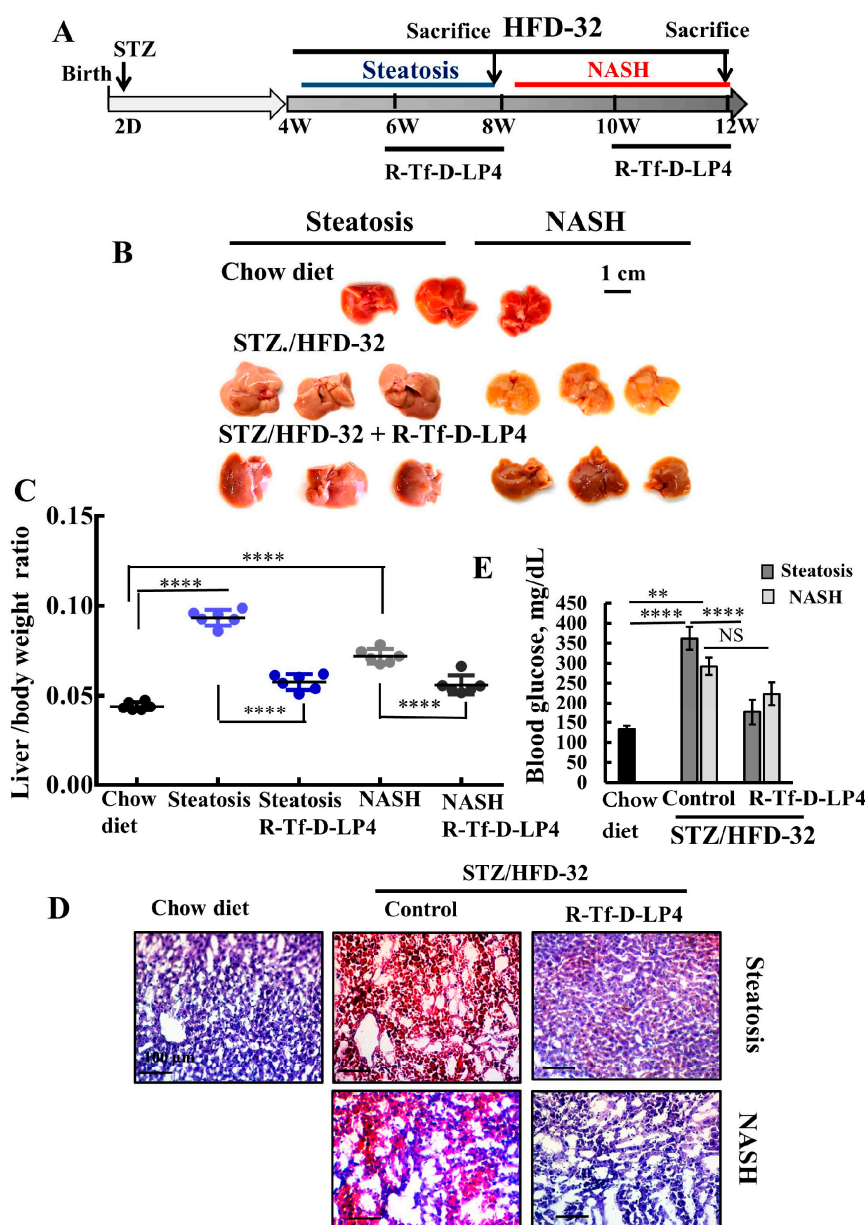 A
STZ
Birth
Sacrifice HFD-32 Sacrifice
Steatosis NASH
2D 4W 6W 8W 10W 12W
R-Tf-D-LP4 R-Tf-D-LP4
B
Steatosis NASH
Chow diet
1 cm
STZ./HFD-32
STZ/HFD-32 + R-Tf-D-LP4
C
Liver /body weight ratio
0.15
0.10
0.05
0.00
****
****
****
****
Chow diet
Steatosis
Steatosis R-Tf-D-LP4
NASH
NASH R-Tf-D-LP4
E
Steatosis
NASH
Blood glucose, mg/dL
450
400
350
300
250
200
150
100
50
0
**
**** ****
NS
Chow diet
Control R-Tf-D-LP4
STZ/HFD-32
D
STZ/HFD-32
Chow diet Control R-Tf-D-LP4
100 µm
Steatosis
NASH